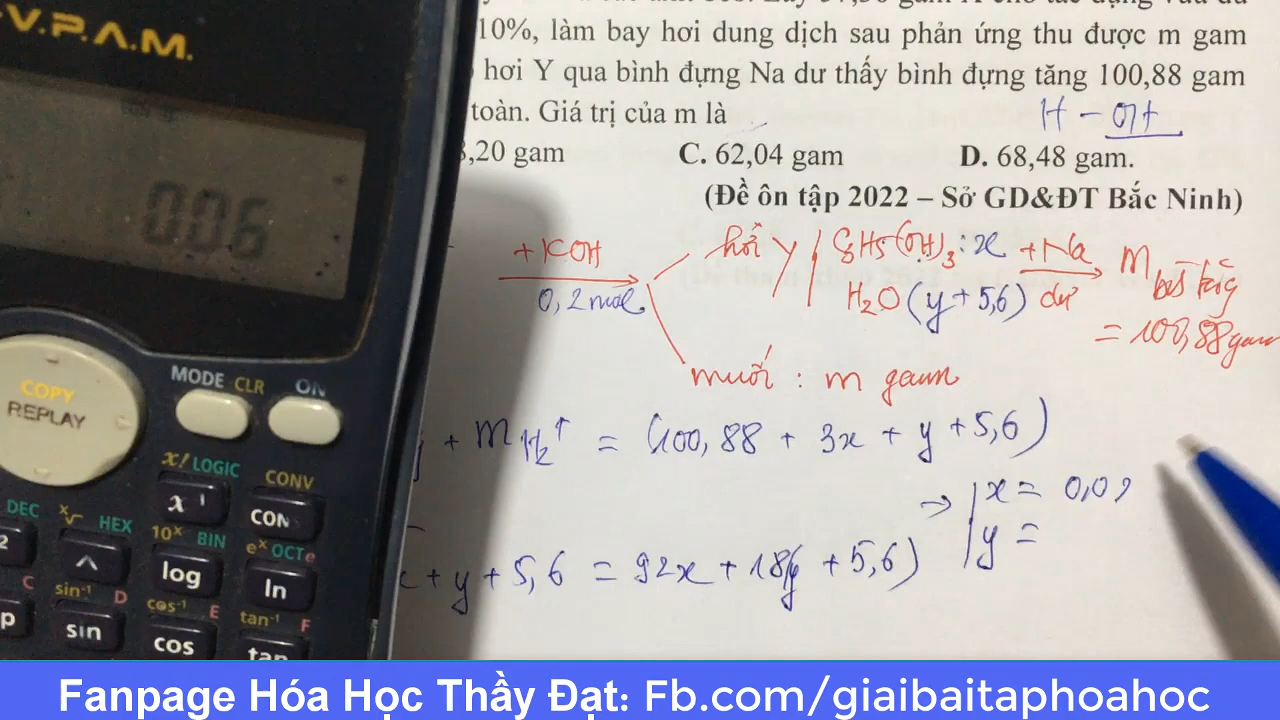 V.P.A.M.
0.06
10%, làm bay hơi dung dịch sau phản ứng thu được m gam
hơi Y qua bình đựng Na dư thấy bình đựng tăng 100,88 gam
toàn. Giá trị của m là
H - OH
,20 gam C. 62,04 gam D. 68,48 gam.
(Đề ôn tập 2022 – Sở GD&ĐT Bắc Ninh)
+ KOH
0,2 mol
hơi Y
C3H5(OH)3 : x
H2O (y + 5,6)
+ Na
dư
m bình tăng
= 100,88 gam
muối : m gam
+ mH2↑ = (100,88 + 3x + y + 5,6)
=> x = 0,0
y =
+ y + 5,6 = 92x + 18(y + 5,6)
COPY
REPLAY
MODE CLR ON
x! LOGIC CONV
DEC HEX 10x BIN ex OCT e
^ log ln
C sin-1 D cos-1 E tan-1 F
sin cos tan
Fanpage Hóa Học Thầy Đạt: Fb.com/giaibaitaphoahoc